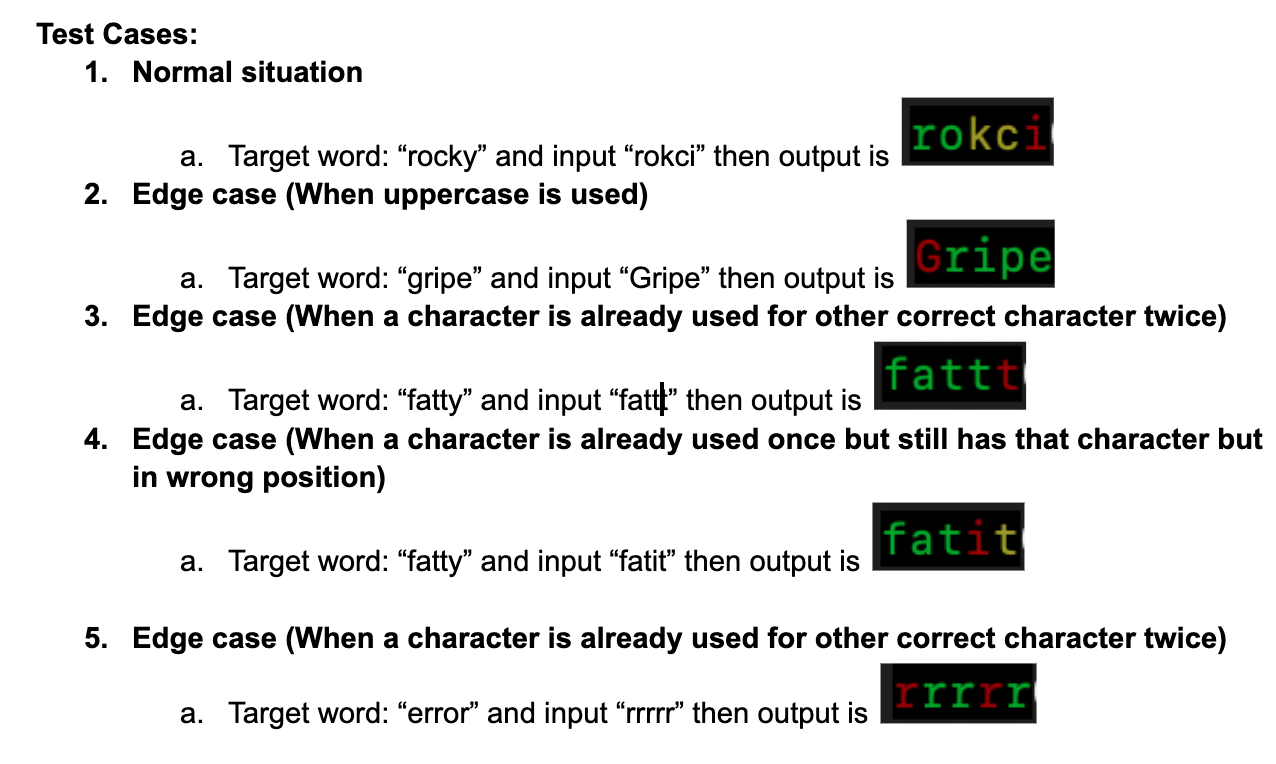 Test Cases:
1. Normal situation
a. Target word: “rocky” and input “rokci” then output is rokci
2. Edge case (When uppercase is used)
a. Target word: “gripe” and input “Gripe” then output is Gripe
3. Edge case (When a character is already used for other correct character twice)
a. Target word: “fatty” and input “fattt” then output is fattt
4. Edge case (When a character is already used once but still has that character but
in wrong position)
a. Target word: “fatty” and input “fatit” then output is fatit
5. Edge case (When a character is already used for other correct character twice)
a. Target word: “error” and input “rrrrr” then output is rrrrr